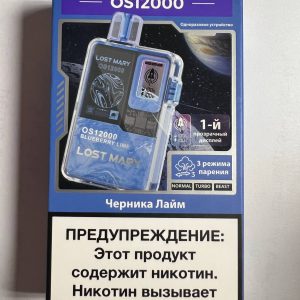 OS12000
Одноразовое устройство
LOST MARY
OS12000
1-й
прозрачный
дисплей
OS12000
BLUEBERRY LIME
LOST MARY
3 режима
парения
NORMAL TURBO BEAST
Черника Лайм
ПРЕДУПРЕЖДЕНИЕ:
Этот продукт
содержит никотин.
Никотин вызывает